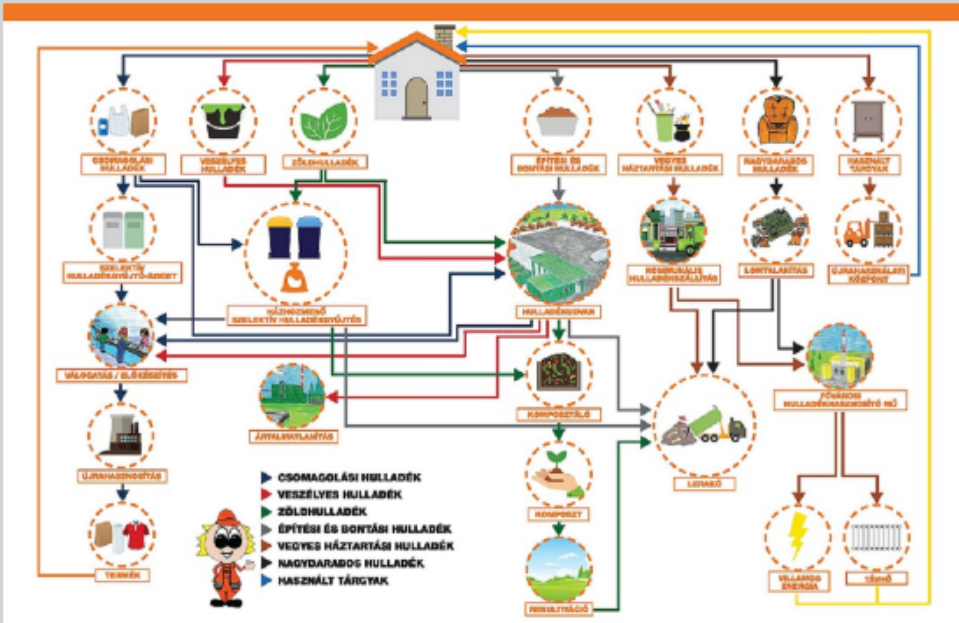 CSOMAGOLÁSI
HULLADÉK
VESZÉLYES
HULLADÉK
ZÖLDHULLADÉK
ÉPÍTÉSI ÉS
BONTÁSI HULLADÉK
VEGYES
HÁZTARTÁSI HULLADÉK
NAGYDARABOS
HULLADÉK
HASZNÁLT
TÁRGYAK
SZELEKTÍV
HULLADÉKGYŰJTŐ SZIGET
HÁZHOZMENŐ
SZELEKTÍV HULLADÉKGYŰJTÉS
HULLADÉKUDVAR
KOMMUNÁLIS
HULLADÉKSZÁLLÍTÁS
LOMTALANÍTÁS
ÚJRAHASZNÁLATI
KÖZPONT
VÁLOGATÁS / ELŐKÉSZÍTÉS
ÁRTALMATLANÍTÁS
KOMPOSZTÁLÓ
LERAKÓ
FŐVÁROSI
HULLADÉKHASZNOSÍTÓ MŰ
ÚJRAHASZNOSÍTÁS
KOMPOSZT
TERMÉK
REKULTIVÁCIÓ
VILLAMOS
ENERGIA
TÁVHŐ
CSOMAGOLÁSI HULLADÉK
VESZÉLYES HULLADÉK
ZÖLDHULLADÉK
ÉPÍTÉSI ÉS BONTÁSI HULLADÉK
VEGYES HÁZTARTÁSI HULLADÉK
NAGYDARABOS HULLADÉK
HASZNÁLT TÁRGYAK